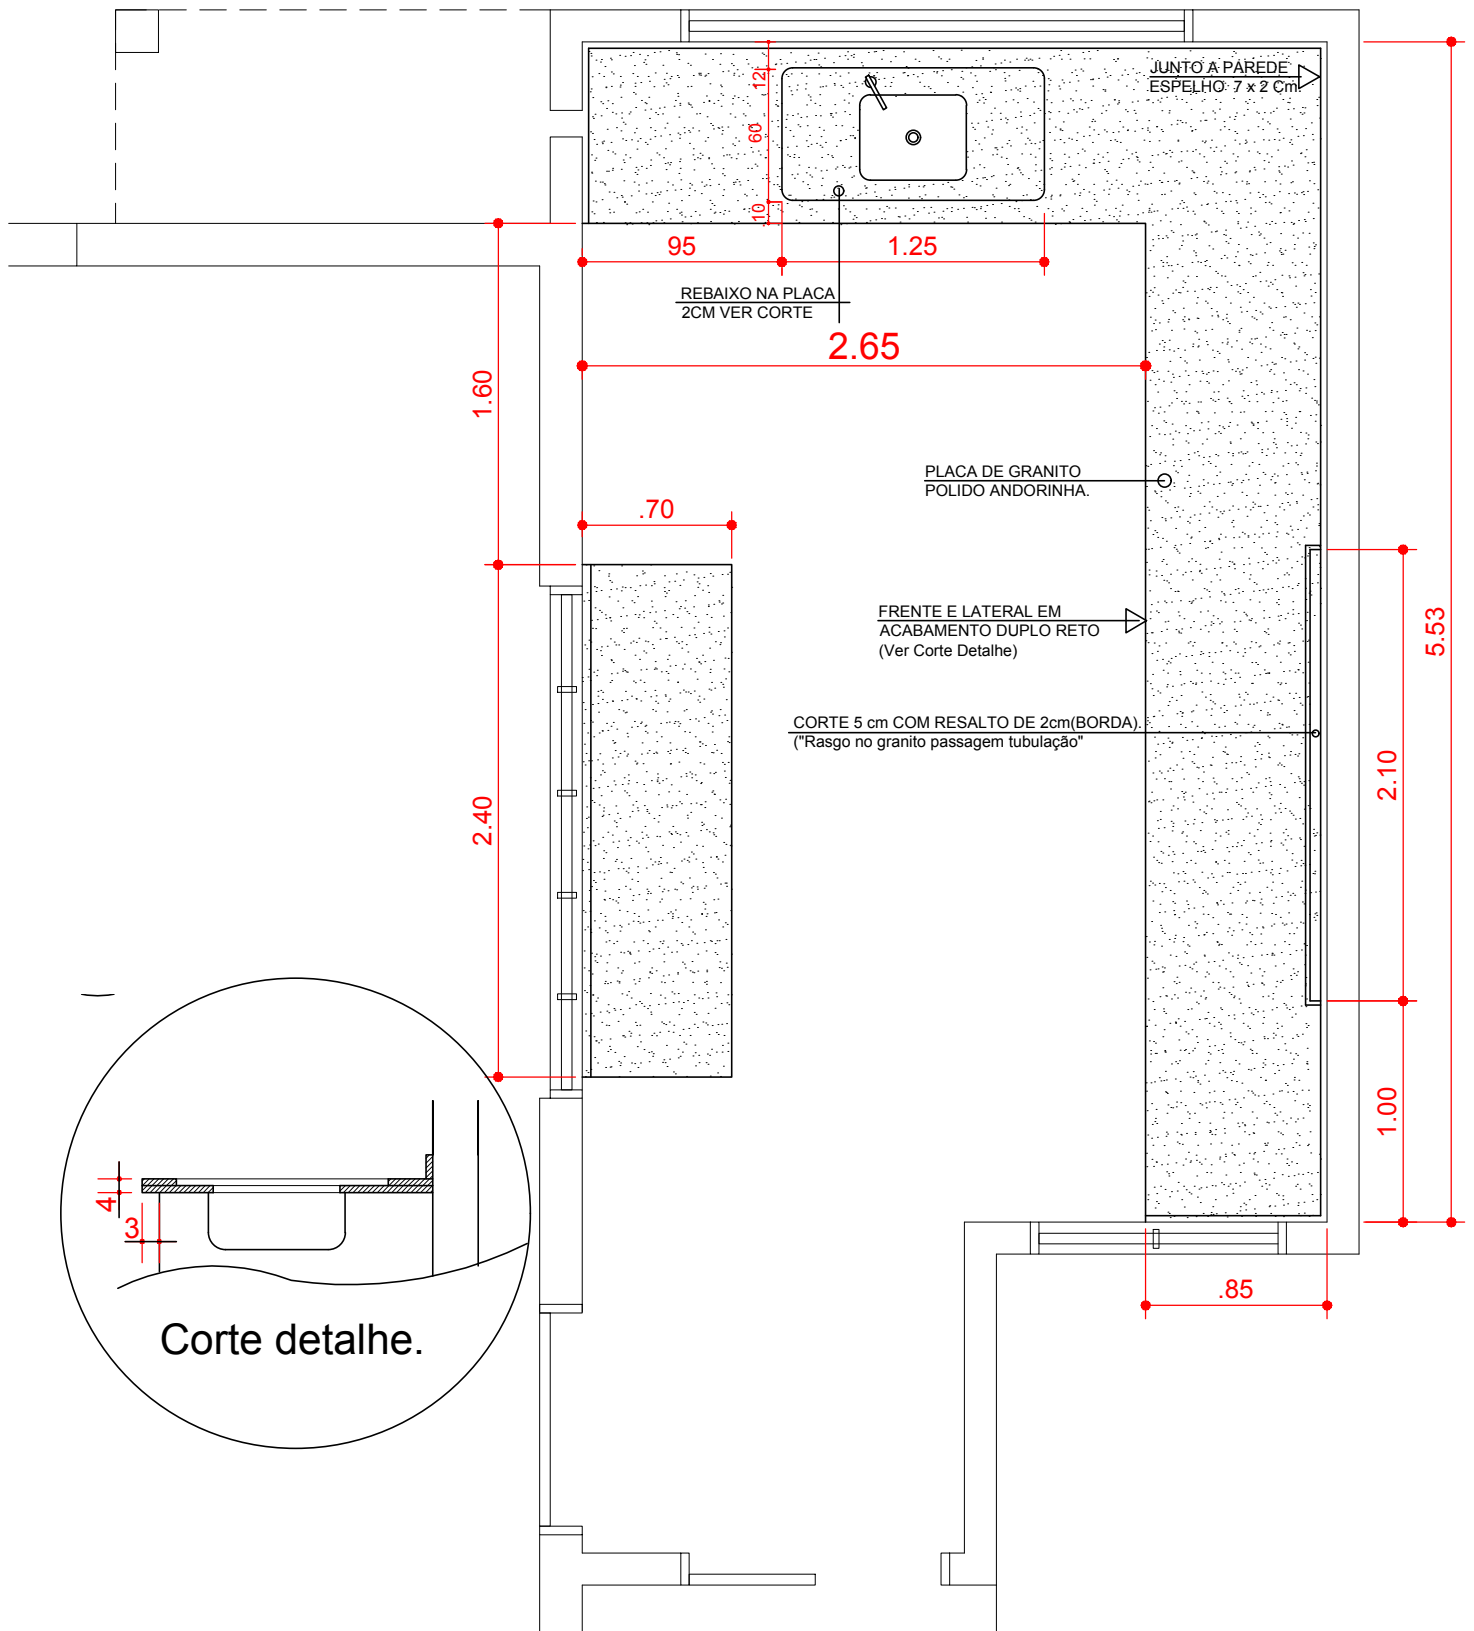 JUNTO A PAREDE
ESPELHO 7 x 2 Cm
12
60
10
95
1.25
REBAIXO NA PLACA
2CM VER CORTE
2.65
1.60
PLACA DE GRANITO
POLIDO ANDORINHA.
.70
FRENTE E LATERAL EM
ACABAMENTO DUPLO RETO
(Ver Corte Detalhe)
5.53
CORTE 5 cm COM RESALTO DE 2cm(BORDA).
("Rasgo no granito passagem tubulação"
2.10
2.40
1.00
4
3
.85
Corte detalhe.